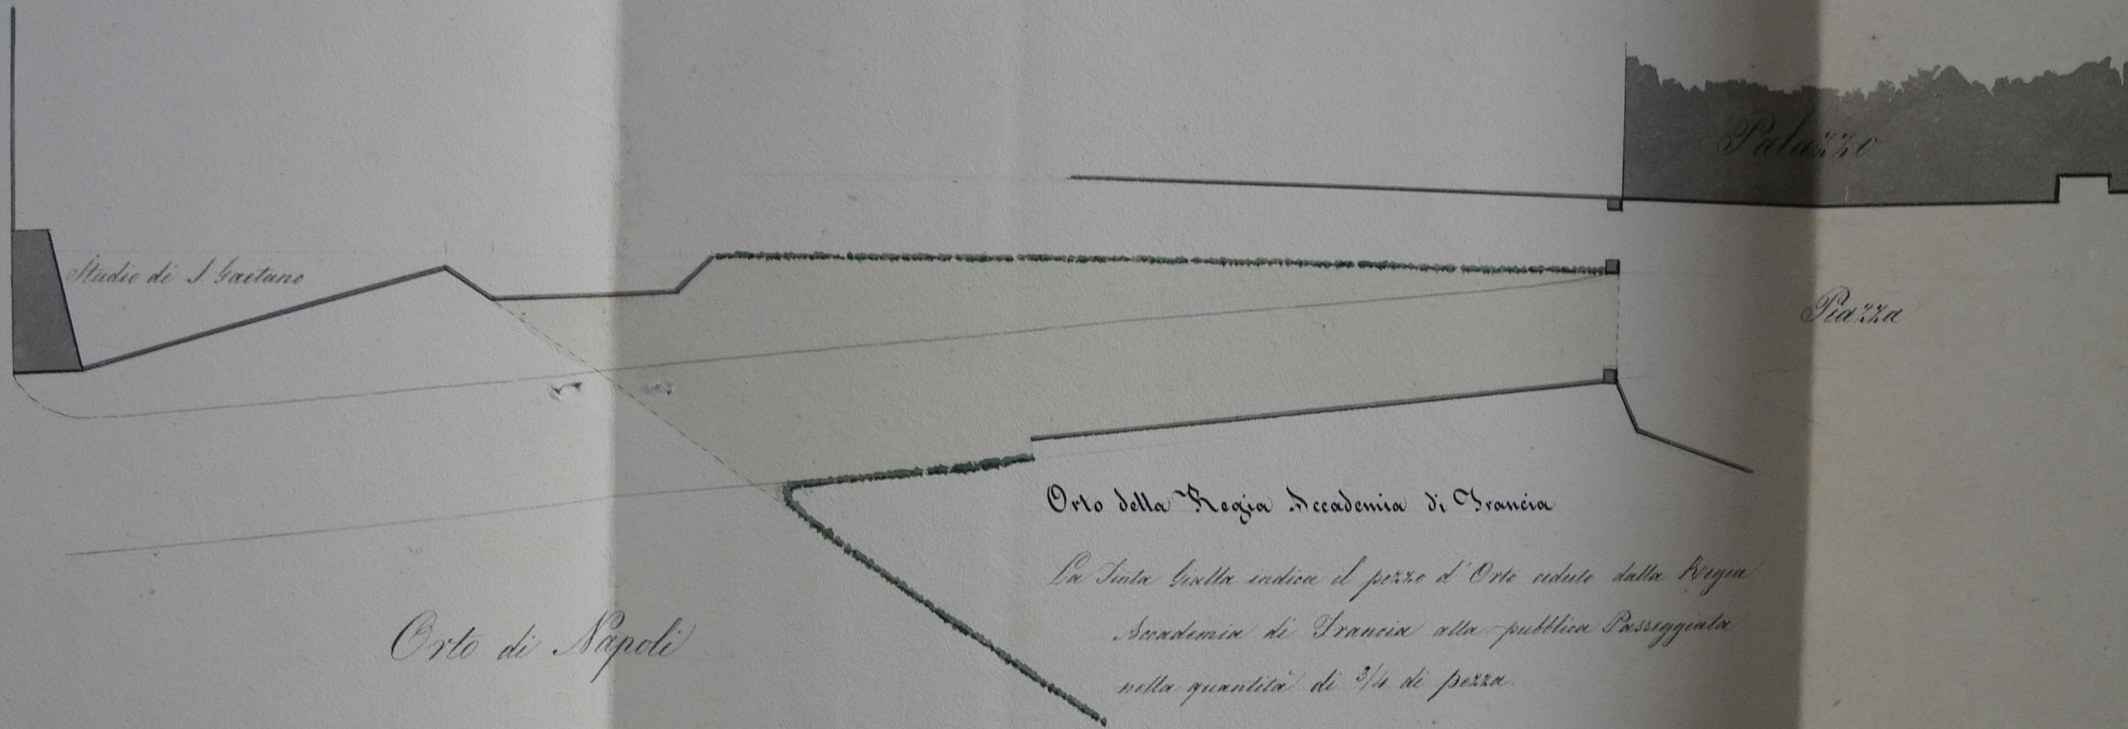 Palazzo
Studio di S. Gaetano
Piazza
Orto della Regia Accademia di Francia
La Tinta Gialla indica il pezzo d'Orto ceduto dalla Regia
Accademia di Francia alla pubblica Passeggiata
nella quantità di 3/4 di pezza.
Orto di Napoli